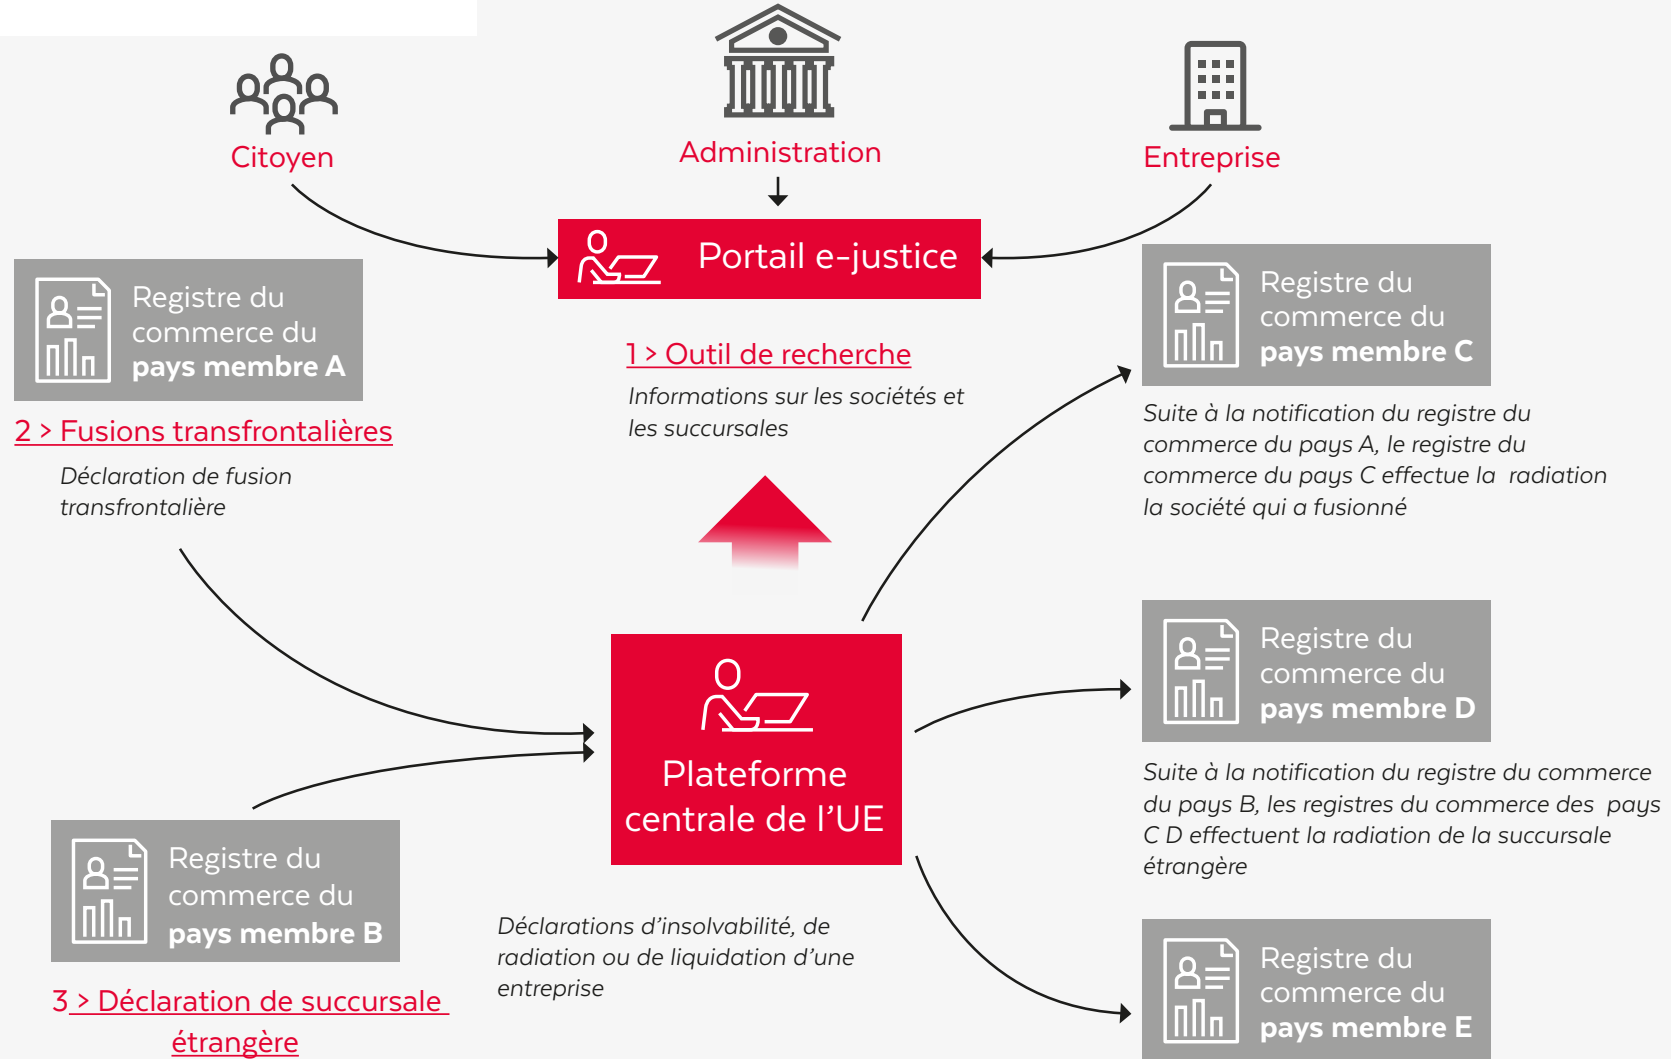 Citoyen
Administration
Entreprise
Portail e-justice
Registre du
commerce du
pays membre A
2 > Fusions transfrontalières
Déclaration de fusion
transfrontalière
1 > Outil de recherche
Informations sur les sociétés et
les succursales
Registre du
commerce du
pays membre C
Suite à la notification du registre du
commerce du pays A, le registre du
commerce du pays C effectue la radiation
la société qui a fusionné
Plateforme
centrale de l’UE
Registre du
commerce du
pays membre D
Suite à la notification du registre du commerce
du pays B, les registres du commerce des pays
C D effectuent la radiation de la succursale
étrangère
Registre du
commerce du
pays membre B
3 > Déclaration de succursale
étrangère
Déclarations d’insolvabilité, de
radiation ou de liquidation d’une
entreprise
Registre du
commerce du
pays membre E